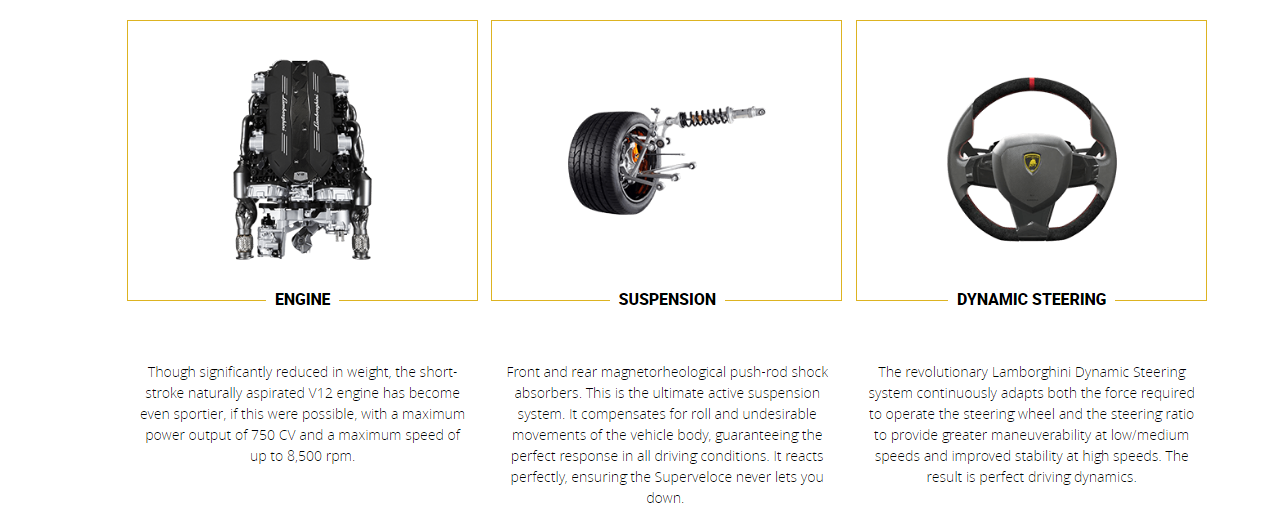 ENGINE
SUSPENSION
DYNAMIC STEERING
Though significantly reduced in weight, the short-
stroke naturally aspirated V12 engine has become
even sportier, if this were possible, with a maximum
power output of 750 CV and a maximum speed of
up to 8,500 rpm.
Front and rear magnetorheological push-rod shock
absorbers. This is the ultimate active suspension
system. It compensates for roll and undesirable
movements of the vehicle body, guaranteeing the
perfect response in all driving conditions. It reacts
perfectly, ensuring the Superveloce never lets you
down.
The revolutionary Lamborghini Dynamic Steering
system continuously adapts both the force required
to operate the steering wheel and the steering ratio
to provide greater maneuverability at low/medium
speeds and improved stability at high speeds. The
result is perfect driving dynamics.